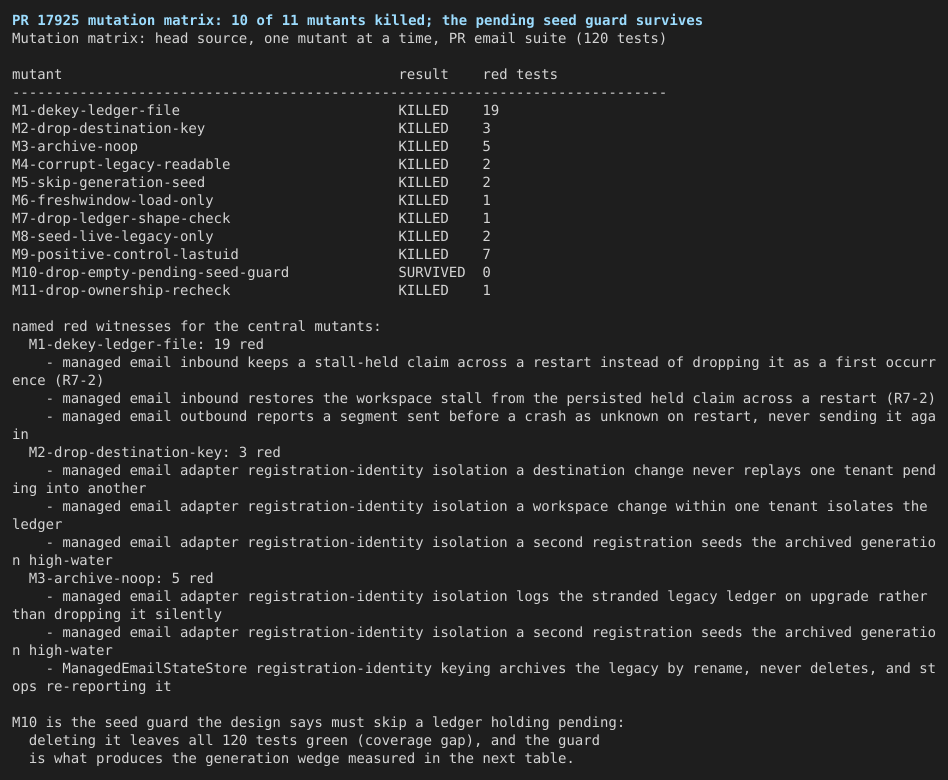 PR 17925 mutation matrix: 10 of 11 mutants killed; the pending seed guard survives
Mutation matrix: head source, one mutant at a time, PR email suite (120 tests)
mutant result red tests
------------------------------------------------------------------------------
M1-dekey-ledger-file KILLED 19
M2-drop-destination-key KILLED 3
M3-archive-noop KILLED 5
M4-corrupt-legacy-readable KILLED 2
M5-skip-generation-seed KILLED 2
M6-freshwindow-load-only KILLED 1
M7-drop-ledger-shape-check KILLED 1
M8-seed-live-legacy-only KILLED 2
M9-positive-control-lastuid KILLED 7
M10-drop-empty-pending-seed-guard SURVIVED 0
M11-drop-ownership-recheck KILLED 1
named red witnesses for the central mutants:
M1-dekey-ledger-file: 19 red
- managed email inbound keeps a stall-held claim across a restart instead of dropping it as a first occurr
ence (R7-2)
- managed email inbound restores the workspace stall from the persisted held claim across a restart (R7-2)
- managed email outbound reports a segment sent before a crash as unknown on restart, never sending it aga
in
M2-drop-destination-key: 3 red
- managed email adapter registration-identity isolation a destination change never replays one tenant pend
ing into another
- managed email adapter registration-identity isolation a workspace change within one tenant isolates the
ledger
- managed email adapter registration-identity isolation a second registration seeds the archived generatio
n high-water
M3-archive-noop: 5 red
- managed email adapter registration-identity isolation logs the stranded legacy ledger on upgrade rather
than dropping it silently
- managed email adapter registration-identity isolation a second registration seeds the archived generatio
n high-water
- ManagedEmailStateStore registration-identity keying archives the legacy by rename, never deletes, and st
ops re-reporting it
M10 is the seed guard the design says must skip a ledger holding pending:
deleting it leaves all 120 tests green (coverage gap), and the guard
is what produces the generation wedge measured in the next table.